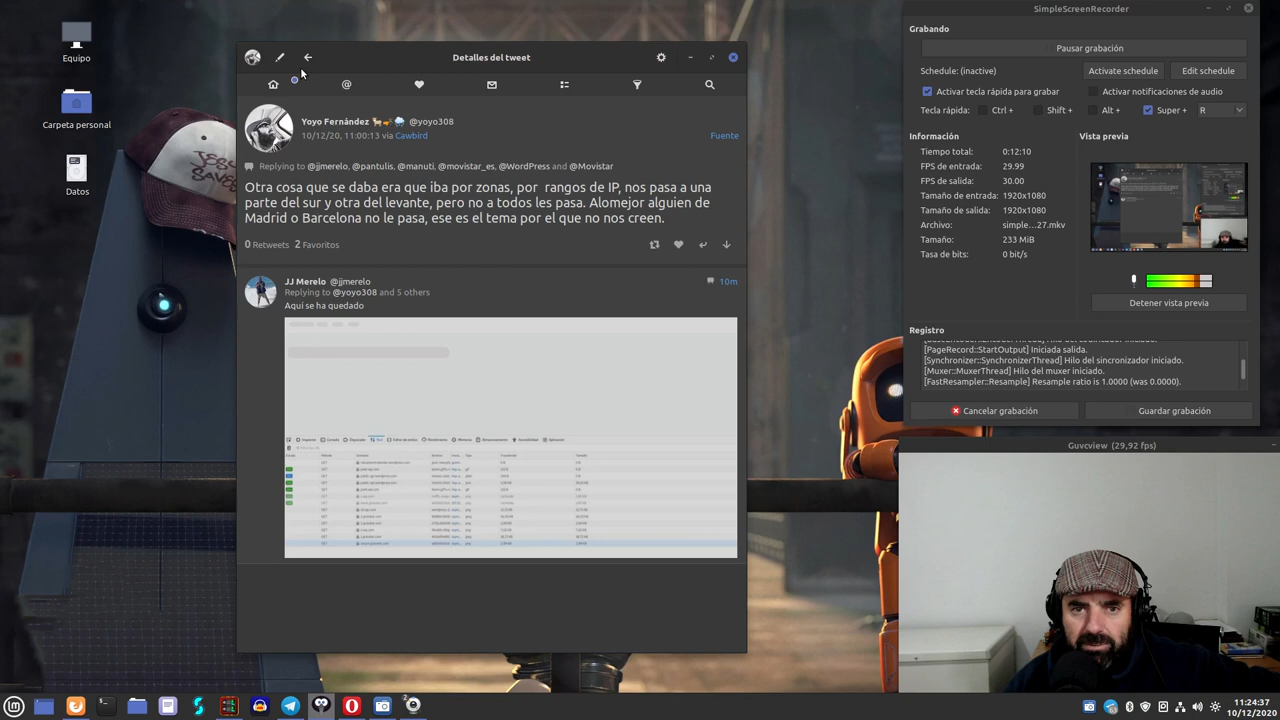 Equipo
Carpeta personal
Datos
Detalles del tweet
Yoyo Fernández @yoyo308
10/12/20, 11:00:13 via Cawbird
Fuente
Replying to @jjmerelo, @pantulis, @manuti, @movistar_es, @WordPress and @Movistar
Otra cosa que se daba era que iba por zonas, por rangos de IP, nos pasa a una
parte del sur y otra del levante, pero no a todos les pasa. Alomejor alguien de
Madrid o Barcelona no le pasa, ese es el tema por el que no nos creen.
0 Retweets 2 Favoritos
JJ Merelo @jjmerelo
10m
Replying to @yoyo308 and 5 others
Aqui se ha quedado
SimpleScreenRecorder
Grabando
Pausar grabación
Schedule: (inactive)
Activate schedule
Edit schedule
Activar tecla rápida para grabar
Activar notificaciones de audio
Tecla rápida:
Ctrl +
Shift +
Alt +
Super +
R
Información
Vista previa
Tiempo total: 0:12:10
FPS de entrada: 29.99
FPS de salida: 30.00
Tamaño de entrada: 1920x1080
Tamaño de salida: 1920x1080
Archivo: simple...27.mkv
Tamaño: 233 MiB
Tasa de bits: 0 bit/s
Detener vista previa
Registro
[PageRecord::StartOutput] Iniciada salida.
[Synchronizer::SynchronizerThread] Hilo del sincronizador iniciado.
[Muxer::MuxerThread] Hilo del muxer iniciado.
[FastResampler::Resample] Resample ratio is 1.0000 (was 0.0000).
Cancelar grabación
Guardar grabación
Guvcview (29,92 fps)
11:24:37
10/12/2020